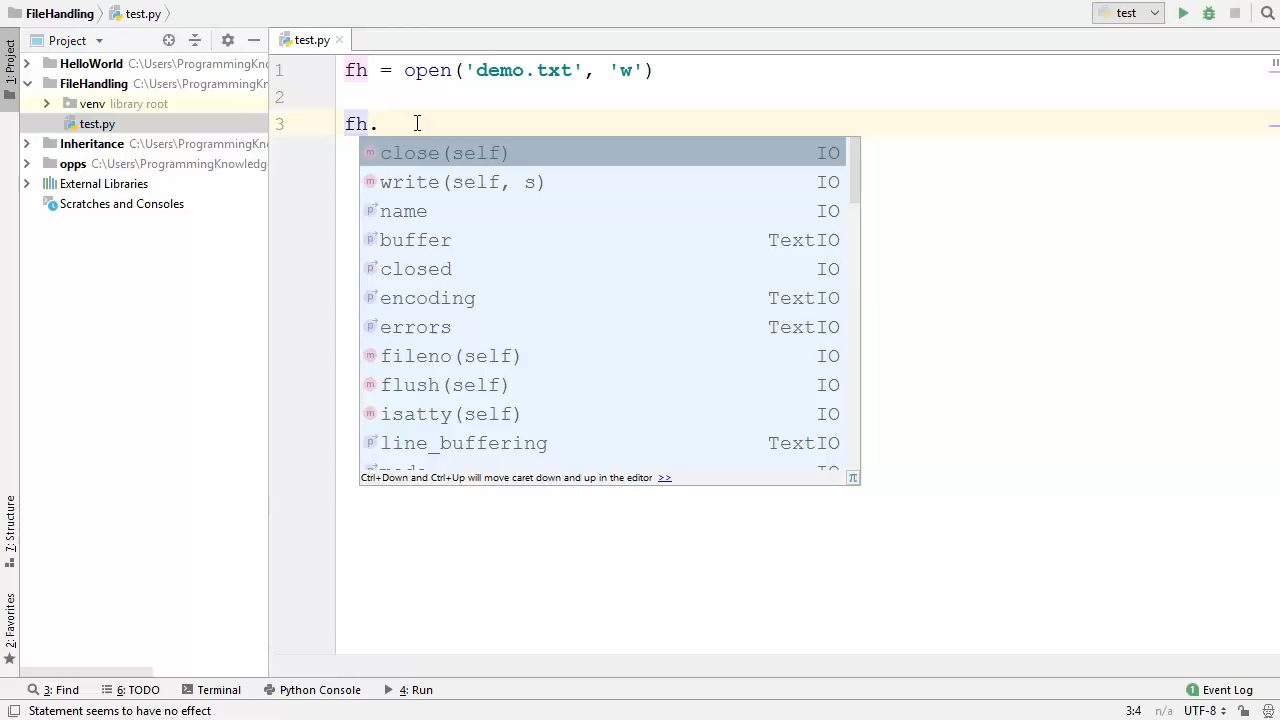 FileHandling
test.py
test
Project
test.py
1: Project
HelloWorld C:\Users\ProgrammingKn
FileHandling C:\Users\ProgrammingKn
venv library root
test.py
Inheritance C:\Users\ProgrammingKn
opps C:\Users\ProgrammingKnowledge
External Libraries
Scratches and Consoles
1 fh = open('demo.txt', 'w')
2
3 fh.
m close(self) IO
m write(self, s) IO
p name IO
p buffer TextIO
p closed IO
p encoding TextIO
p errors TextIO
m fileno(self) IO
m flush(self) IO
m isatty(self) IO
p line_buffering TextIO
Ctrl+Down and Ctrl+Up will move caret down and up in the editor >> π
7: Structure
2: Favorites
3: Find 6: TODO Terminal Python Console 4: Run 1 Event Log
Statement seems to have no effect 3:4 n/a UTF-8